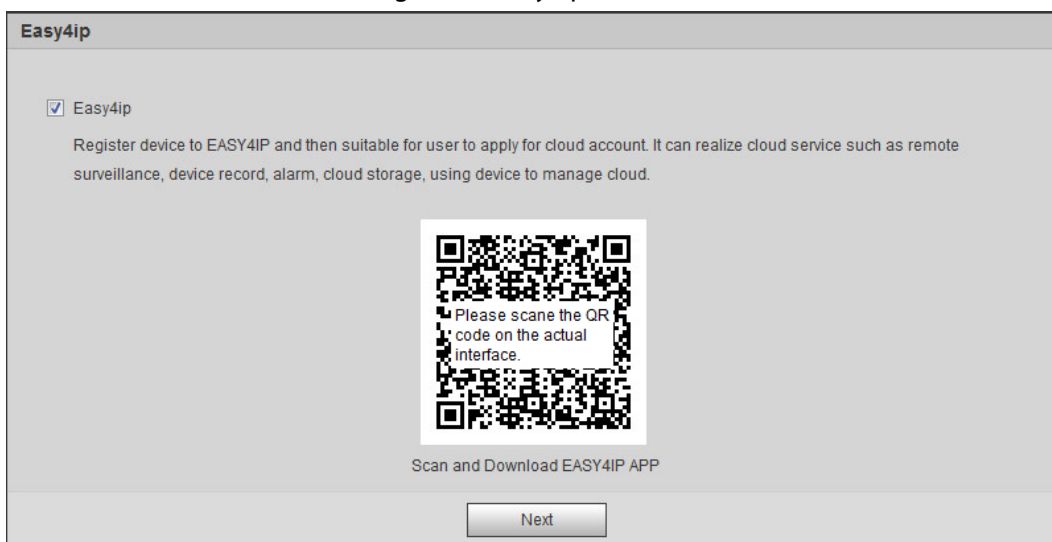 Easy4ip
Easy4ip
Register device to EASY4IP and then suitable for user to apply for cloud account. It can realize cloud service such as remote
surveillance, device record, alarm, cloud storage, using device to manage cloud.
Please scane the QR
code on the actual
interface.
Scan and Download EASY4IP APP
Next